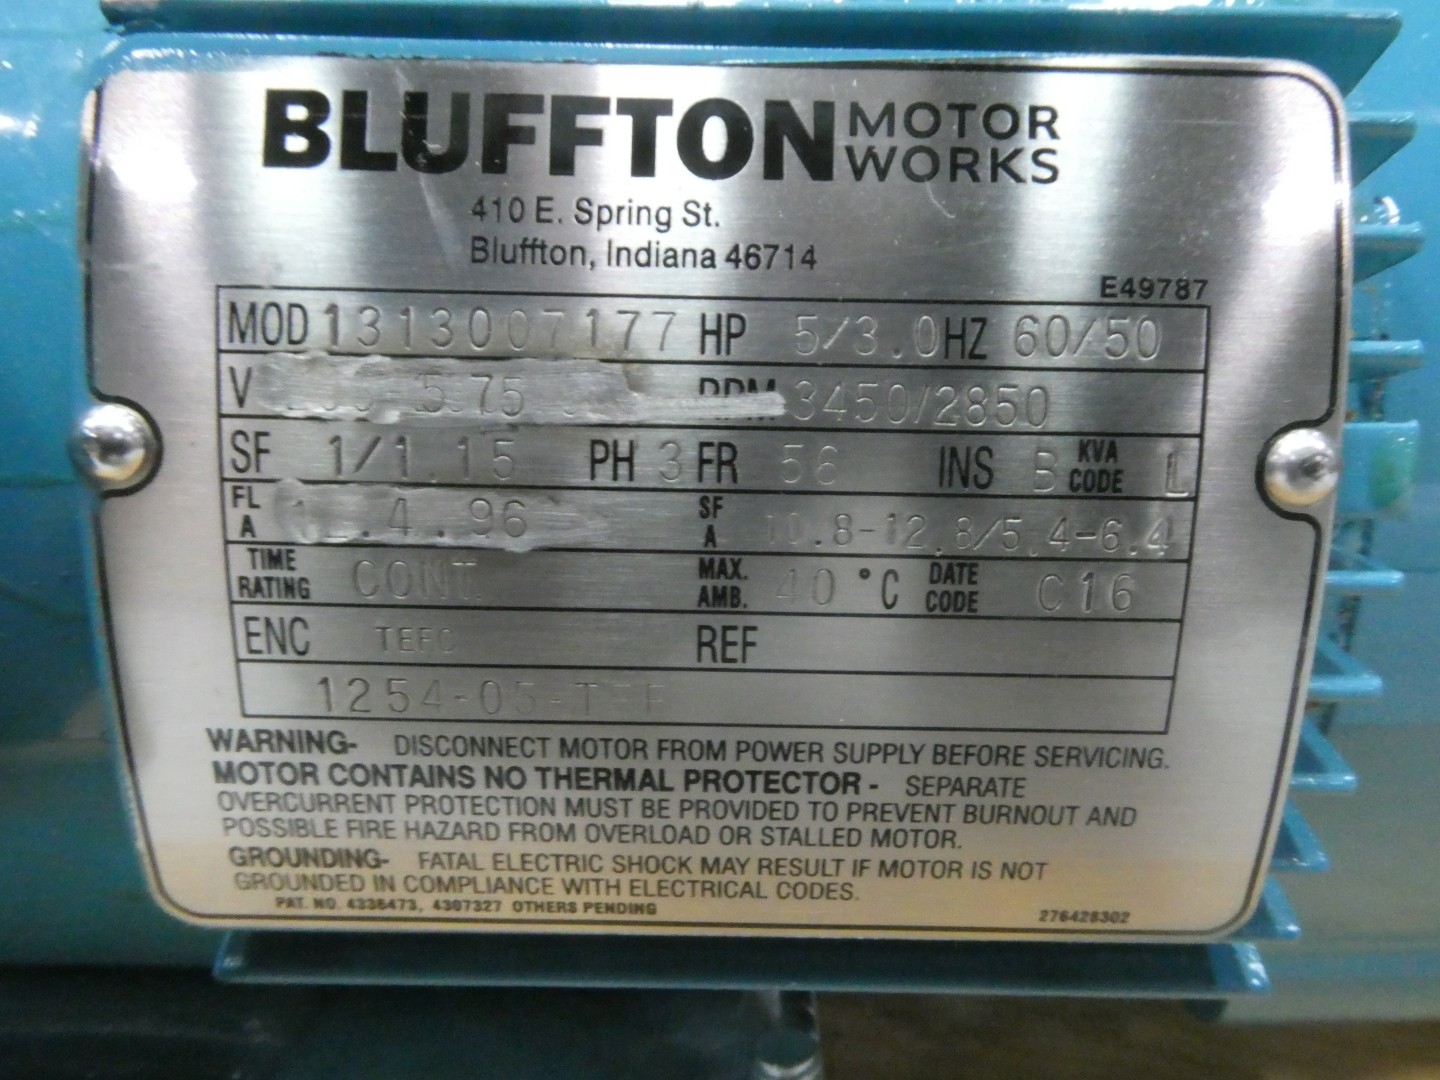 BLUFFTON MOTOR WORKS
410 E. Spring St.
Bluffton, Indiana 46714
E49787
MOD 1313007177 HP 5/3.0 HZ 60/50
V 575 RPM 3450/2850
SF 1/1.15 PH 3 FR 56 INS B KVA CODE L
FL A 4.96 SF A 10.8-12.8/5.4-6.4
TIME RATING CONT MAX. AMB. 40 °C DATE CODE C16
ENC TEFC REF
1254-05-T
WARNING- DISCONNECT MOTOR FROM POWER SUPPLY BEFORE SERVICING.
MOTOR CONTAINS NO THERMAL PROTECTOR - SEPARATE
OVERCURRENT PROTECTION MUST BE PROVIDED TO PREVENT BURNOUT AND
POSSIBLE FIRE HAZARD FROM OVERLOAD OR STALLED MOTOR.
GROUNDING- FATAL ELECTRIC SHOCK MAY RESULT IF MOTOR IS NOT
GROUNDED IN COMPLIANCE WITH ELECTRICAL CODES.
PAT. NO. 4336473, 4307327 OTHERS PENDING
276428302